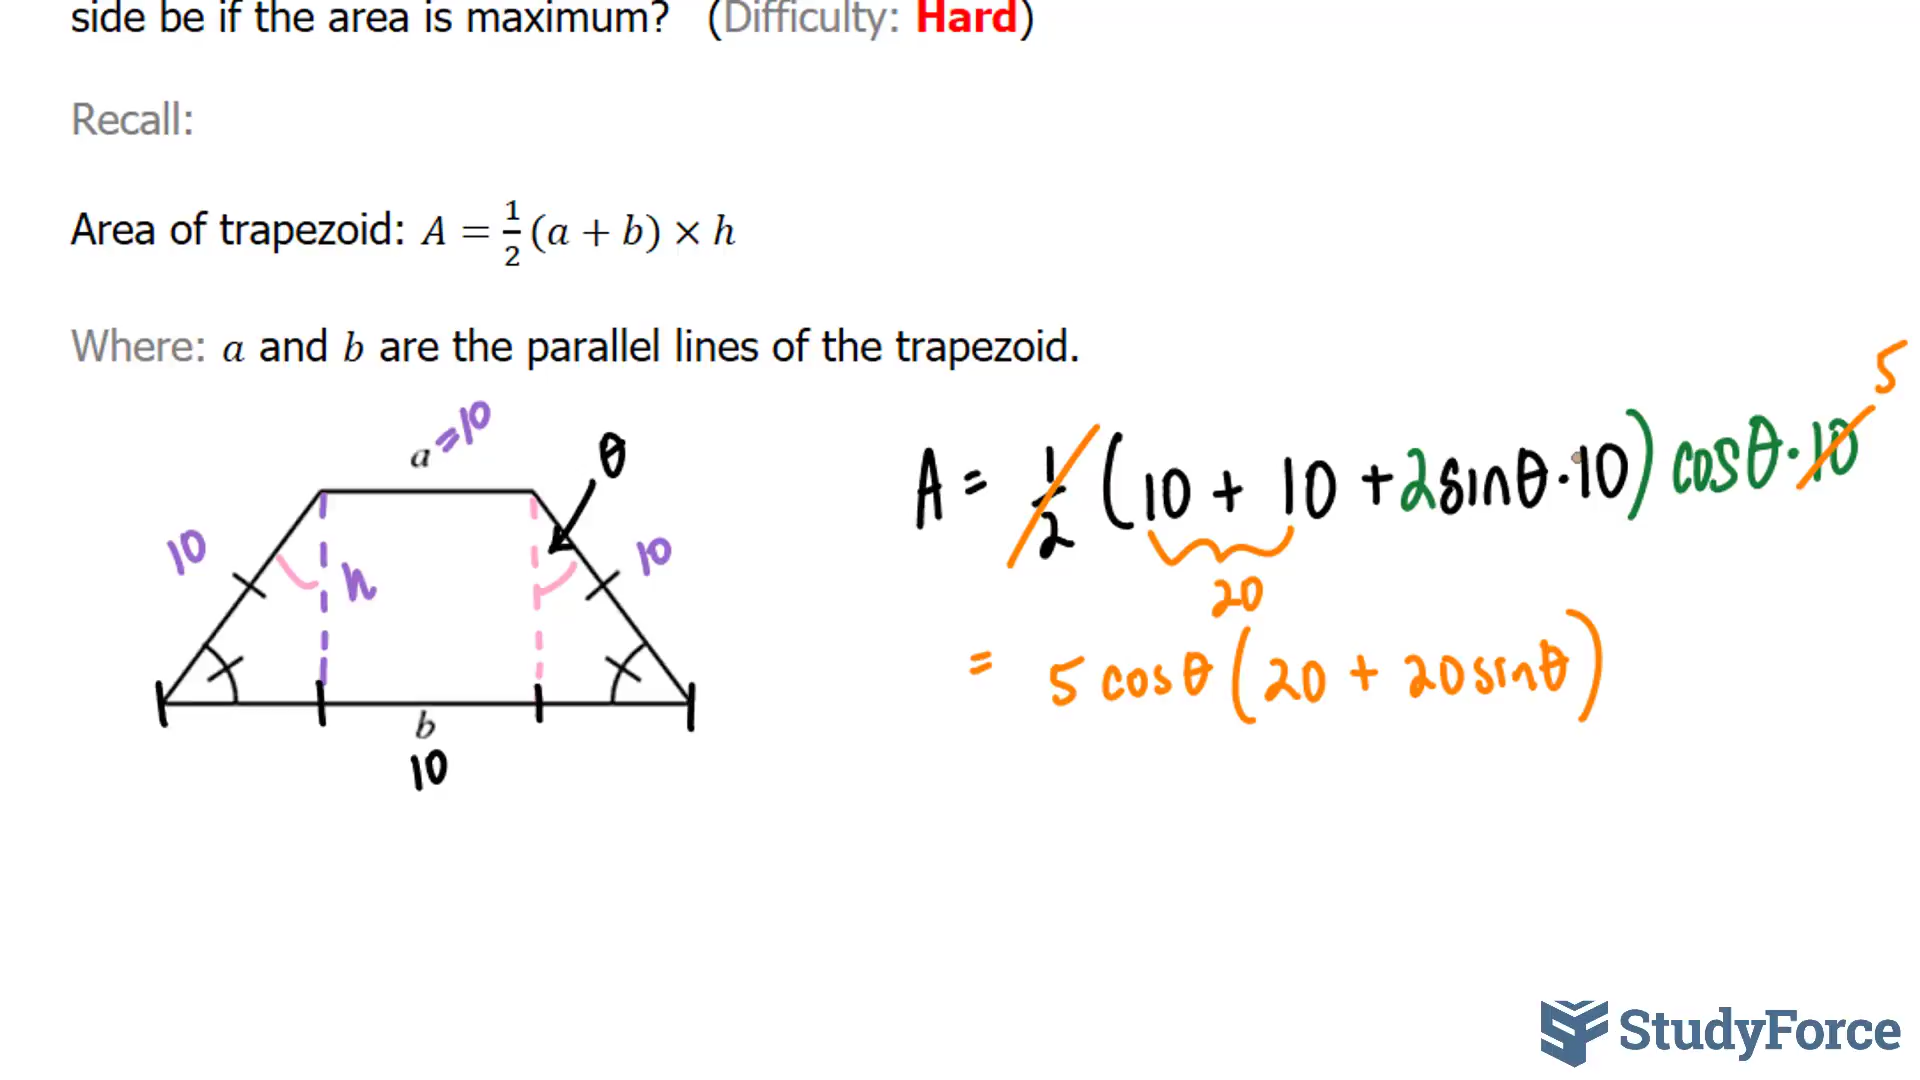 side be if the area is maximum? (Difficulty: Hard)
Recall:
Area of trapezoid: A = 1/2 (a + b) × h
Where: a and b are the parallel lines of the trapezoid.
a = 10
θ
10
h
10
b
10
A = 1/2 (10 + 10 + 2sinθ·10) cosθ·10
5
20
= 5 cosθ (20 + 20sinθ)
StudyForce